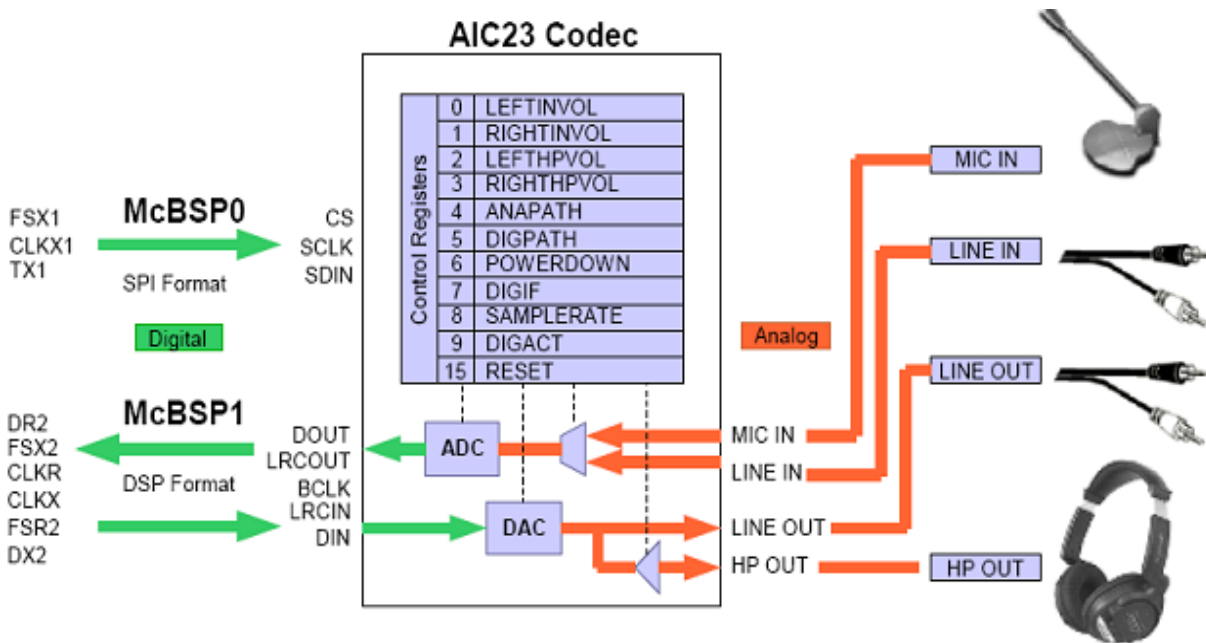 AIC23 Codec
Control Registers
0 LEFTINVOL
1 RIGHTINVOL
2 LEFTHPVOL
3 RIGHTHPVOL
4 ANAPATH
5 DIGPATH
6 POWERDOWN
7 DIGIF
8 SAMPLERATE
9 DIGACT
15 RESET
McBSP0
FSX1
CLKX1
TX1
SPI Format
CS
SCLK
SDIN
Digital
McBSP1
DR2
FSX2
CLKR
CLKX
FSR2
DX2
DSP Format
DOUT
LRCOUT
BCLK
LRCIN
DIN
ADC
DAC
Analog
MIC IN
LINE IN
LINE OUT
HP OUT
MIC IN
LINE IN
LINE OUT
HP OUT